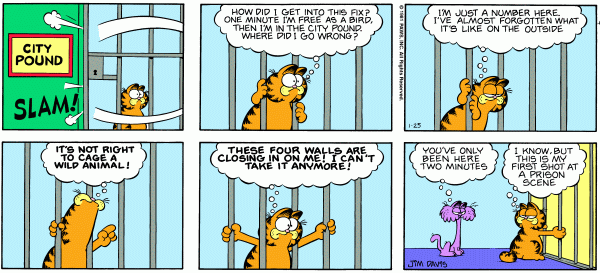 CITY
POUND
SLAM!
HOW DID I GET INTO THIS FIX?
ONE MINUTE I'M FREE AS A BIRD,
THEN I'M IN THE CITY POUND.
WHERE DID I GO WRONG?
I'M JUST A NUMBER HERE.
I'VE ALMOST FORGOTTEN WHAT
IT'S LIKE ON THE OUTSIDE
1-25
IT'S NOT RIGHT
TO CAGE A
WILD ANIMAL!
THESE FOUR WALLS ARE
CLOSING IN ON ME! I CAN'T
TAKE IT ANYMORE!
YOU'VE ONLY
BEEN HERE
TWO MINUTES
I KNOW, BUT
THIS IS MY
FIRST SHOT AT
A PRISON
SCENE
JIM DAVIS